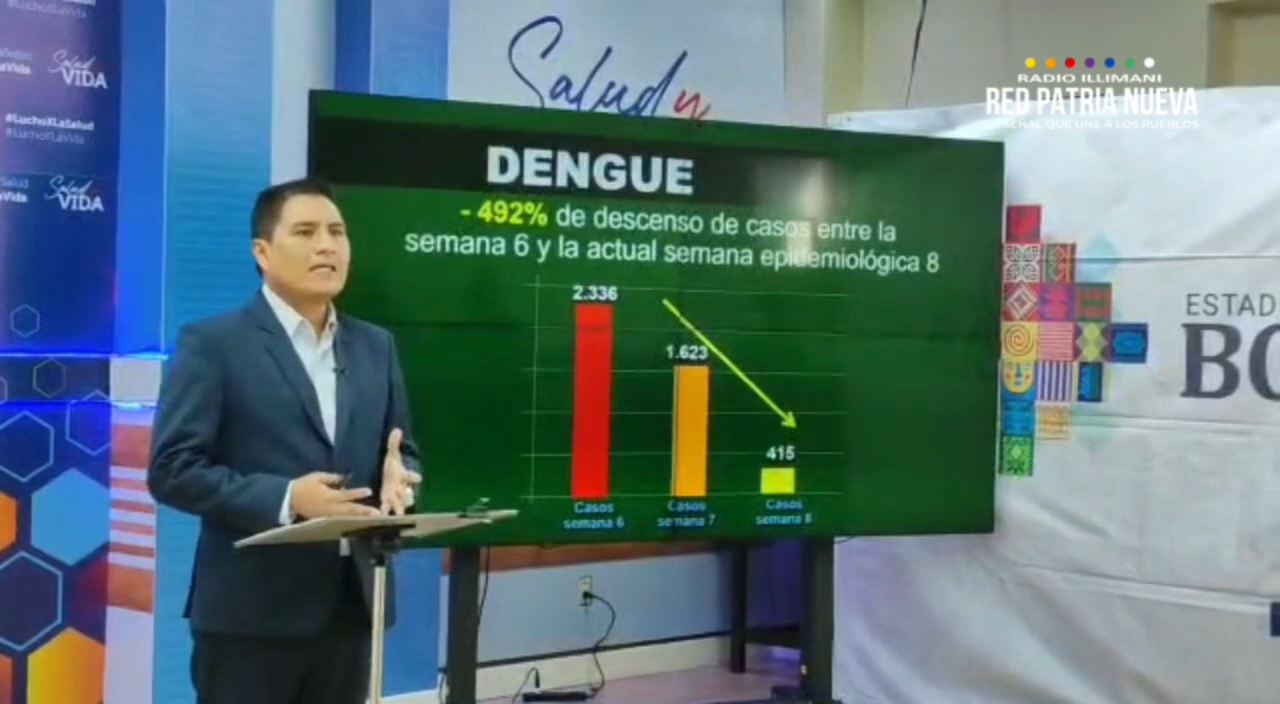 #LuchoXLaVida
Salud
VIDA
#LuchoXLaSalud
#LuchoXLaVida
Salud
VIDA
Salud y
RADIO ILLIMANI
RED PATRIA NUEVA
SEÑAL QUE UNE A LOS PUEBLOS
DENGUE
- 492% de descenso de casos entre la
semana 6 y la actual semana epidemiológica 8
2.336
1.623
415
Casos
semana 6
Casos
semana 7
Casos
semana 8
ESTAD
BO